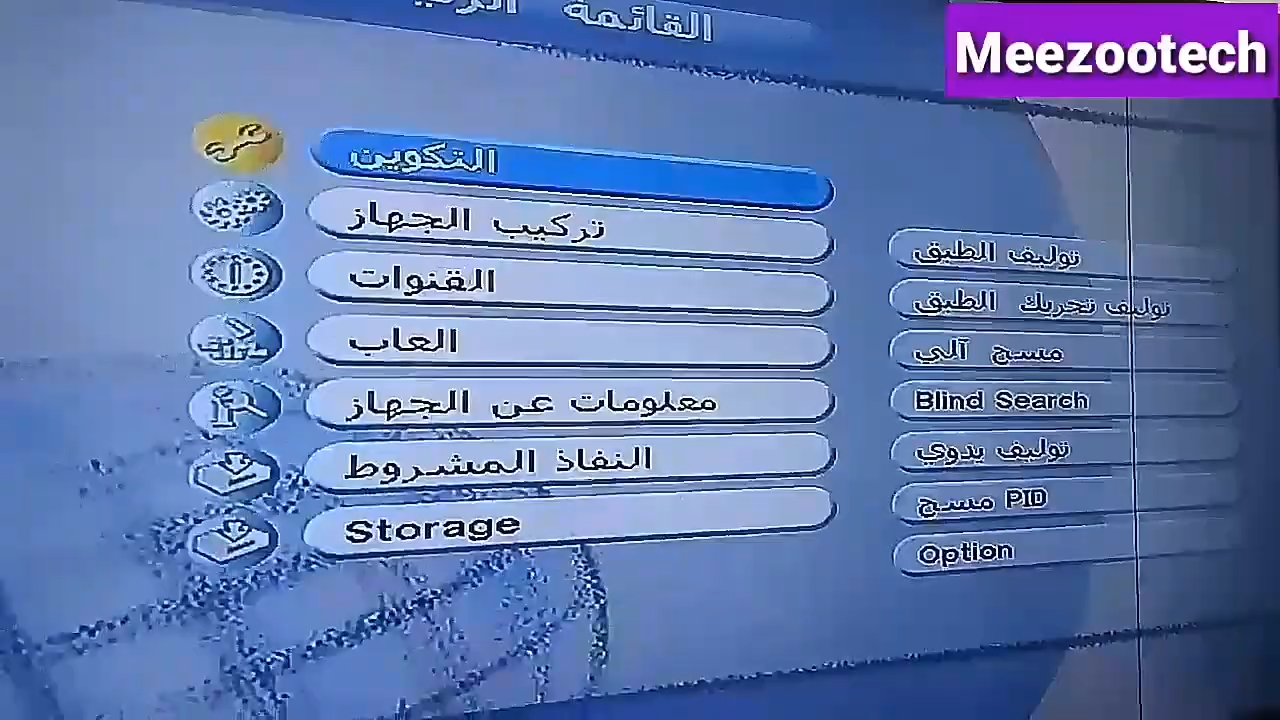 القائمة
Meezootech
التكوين
تركيب الجهاز
القنوات
العاب
معلومات عن الجهاز
النفاذ المشروط
Storage
توليف الطبق
توليف تحريك الطبق
مسح آلي
Blind Search
توليف يدوي
مسح PID
Option